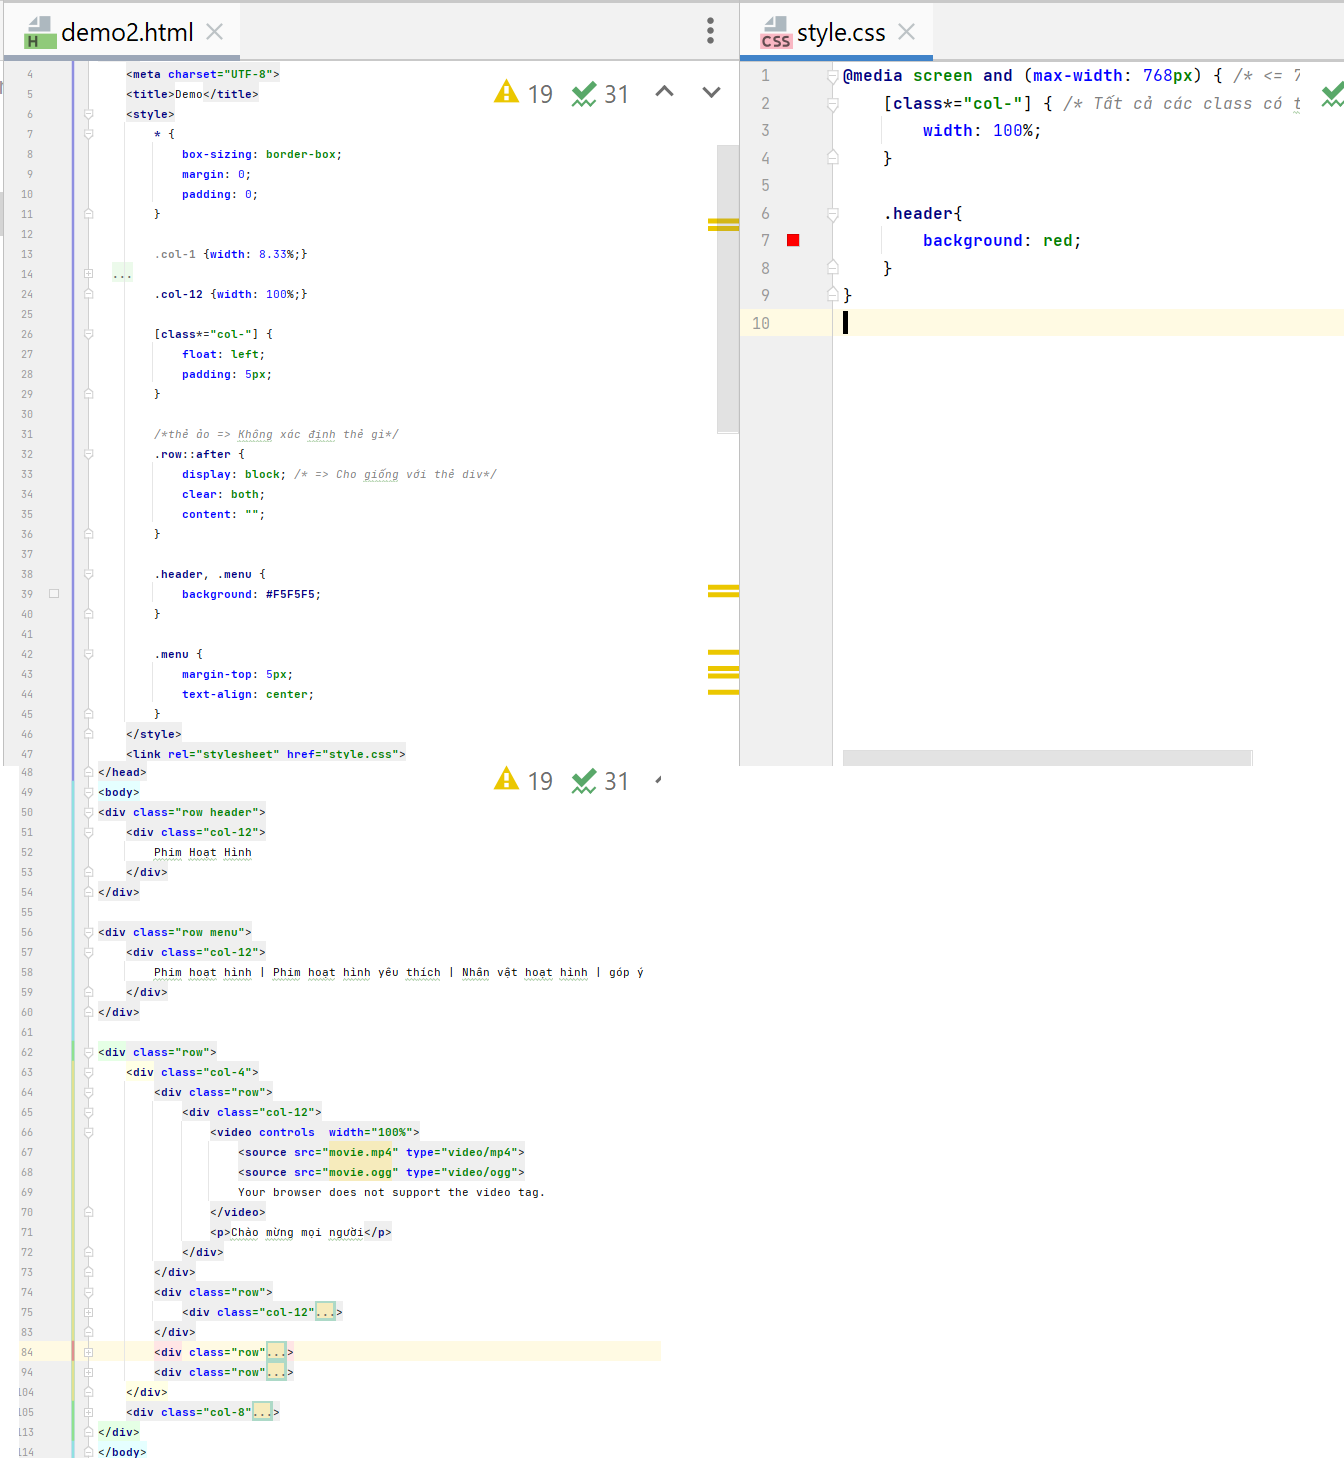 demo2.html
19 31
4 <meta charset="UTF-8">
5 <title>Demo</title>
6 <style>
7 * {
8 box-sizing: border-box;
9 margin: 0;
10 padding: 0;
11 }
12
13 .col-1 {width: 8.33%;}
14 ...
24 .col-12 {width: 100%;}
25
26 [class*="col-"] {
27 float: left;
28 padding: 5px;
29 }
30
31 /*thẻ ảo => Không xác định thẻ gì*/
32 .row::after {
33 display: block; /* => Cho giống với thẻ div*/
34 clear: both;
35 content: "";
36 }
37
38 .header, .menu {
39 background: #F5F5F5;
40 }
41
42 .menu {
43 margin-top: 5px;
44 text-align: center;
45 }
46 </style>
47 <link rel="stylesheet" href="style.css">
48 </head>
19 31
49 <body>
50 <div class="row header">
51 <div class="col-12">
52 Phim Hoạt Hình
53 </div>
54 </div>
55
56 <div class="row menu">
57 <div class="col-12">
58 Phim hoạt hình | Phim hoạt hình yêu thích | Nhân vật hoạt hình | góp ý
59 </div>
60 </div>
61
62 <div class="row">
63 <div class="col-4">
64 <div class="row">
65 <div class="col-12">
66 <video controls  width="100%">
67 <source src="movie.mp4" type="video/mp4">
68 <source src="movie.ogg" type="video/ogg">
69 Your browser does not support the video tag.
70 </video>
71 <p>Chào mừng mọi người</p>
72 </div>
73 </div>
74 <div class="row">
75 <div class="col-12"...>
83 </div>
84 <div class="row"...>
94 <div class="row"...>
104 </div>
105 <div class="col-8"...>
113 </div>
114 </body>
style.css
1 @media screen and (max-width: 768px) { /* <= 7
2 [class*="col-"] { /* Tất cả các class có t
3 width: 100%;
4 }
5
6 .header{
7 background: red;
8 }
9 }
10